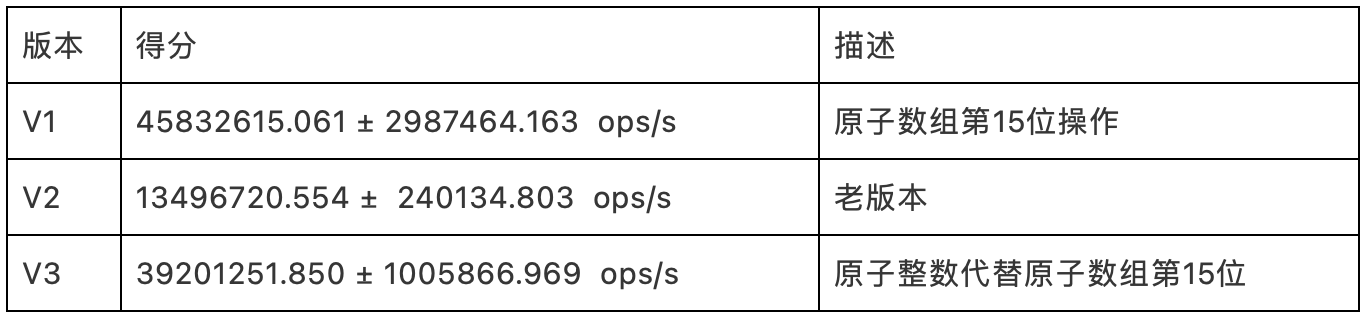 版本 得分 描述
V1 45832615.061 ± 2987464.163 ops/s 原子数组第15位操作
V2 13496720.554 ± 240134.803 ops/s 老版本
V3 39201251.850 ± 1005866.969 ops/s 原子整数代替原子数组第15位